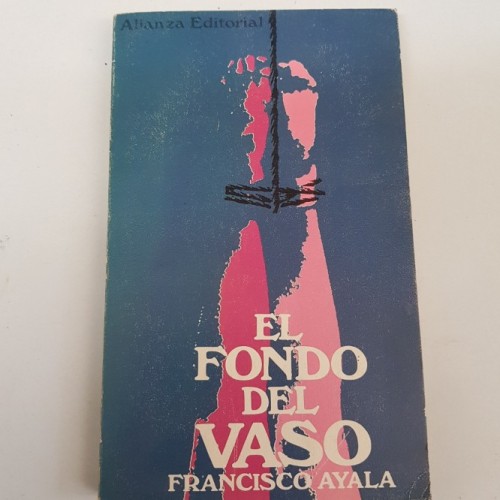 Alianza Editorial
EL
FONDO
DEL
VASO
FRANCISCO AYALA